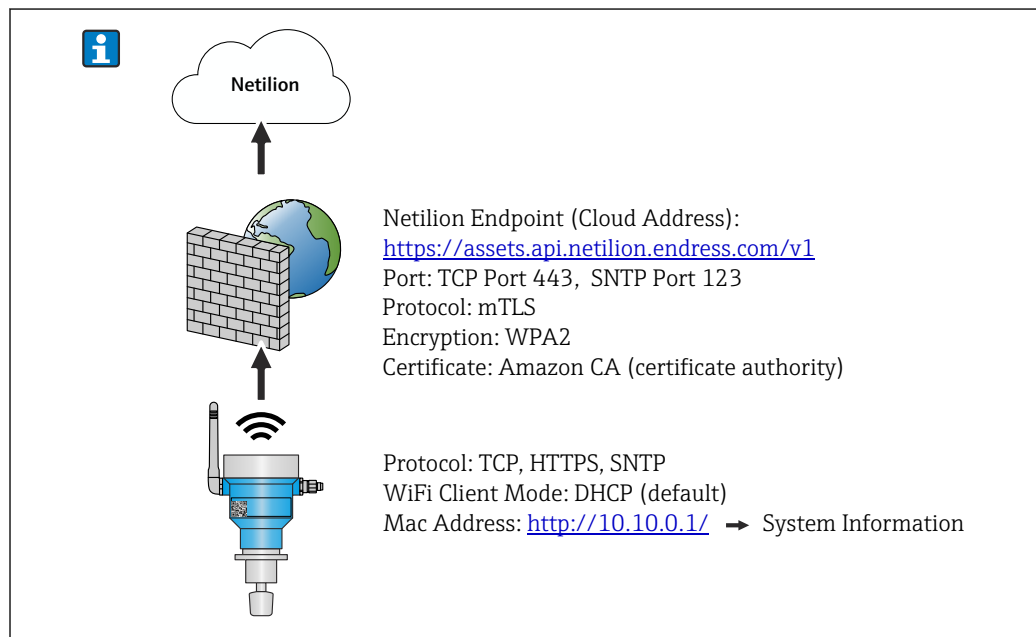 Netilion
Netilion Endpoint (Cloud Address):
https://assets.api.netilion.endress.com/v1
Port: TCP Port 443,  SNTP Port 123
Protocol: mTLS
Encryption: WPA2
Certificate: Amazon CA (certificate authority)
Protocol: TCP, HTTPS, SNTP
WiFi Client Mode: DHCP (default)
Mac Address: http://10.10.0.1/ → System Information